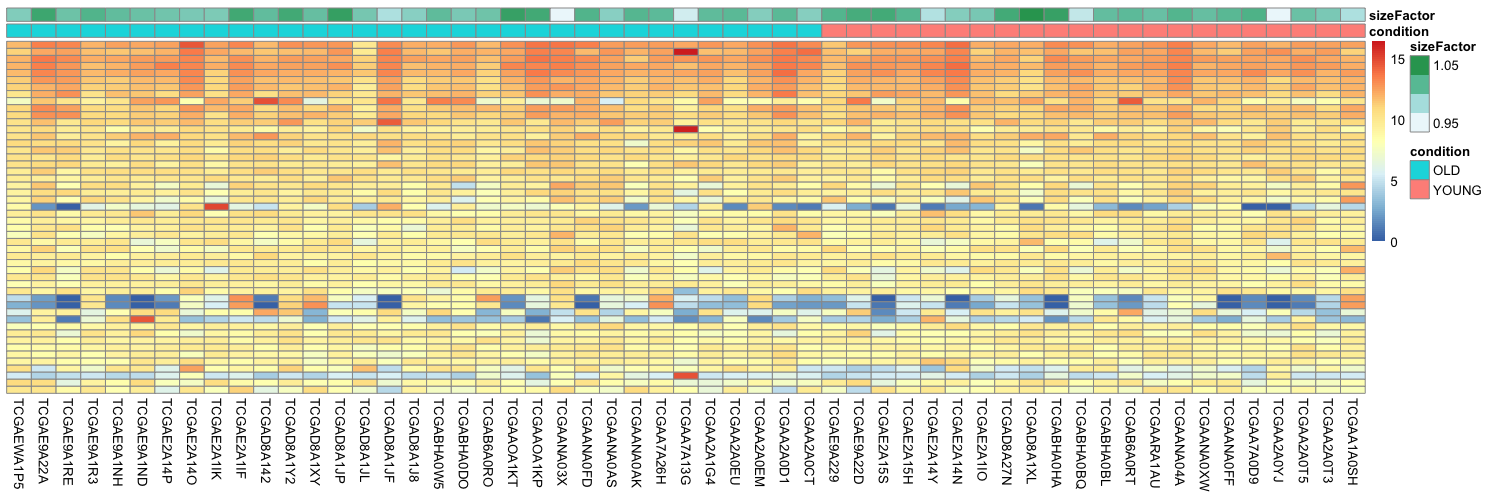 sizeFactor
condition
sizeFactor
15
10
5
0
1.05
0.95
condition
OLD
YOUNG
TCGAEWA1P5
TCGAE9A22A
TCGAE9A1RE
TCGAE9A1R3
TCGAE9A1NH
TCGAE9A1ND
TCGAE2A14P
TCGAE2A14O
TCGAE2A1IK
TCGAE2A1IF
TCGAD8A142
TCGAD8A1Y2
TCGAD8A1XY
TCGAD8A1JP
TCGAD8A1JL
TCGAD8A1JF
TCGAD8A1J8
TCGABHA0W5
TCGABHA0DO
TCGAB6A0RO
TCGAAOA1KT
TCGAAOA1KP
TCGAANA03X
TCGAANA0FD
TCGAANA0AS
TCGAANA0AK
TCGAA7A26H
TCGAA7A13G
TCGAA2A1G4
TCGAA2A0EU
TCGAA2A0EM
TCGAA2A0D1
TCGAA2A0CT
TCGAE9A229
TCGAE9A22D
TCGAE2A15S
TCGAE2A15H
TCGAE2A14Y
TCGAE2A14N
TCGAE2A1IO
TCGAD8A27N
TCGAD8A1XL
TCGABHA0HA
TCGABHA0BQ
TCGABHA0BL
TCGAB6A0RT
TCGAARA1AU
TCGAANA04A
TCGAANA0XW
TCGAANA0FF
TCGAA7A0D9
TCGAA2A0YJ
TCGAA2A0T5
TCGAA2A0T3
TCGAA1A0SH